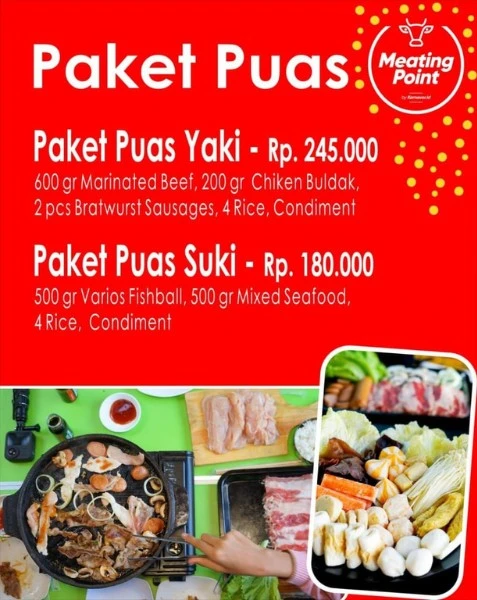 Paket Puas
Meating
Point
Paket Puas Yaki - Rp. 245.000
600 gr Marinated Beef, 200 gr Chiken Buldak,
2 pcs Bratwurst Sausages, 4 Rice, Condiment
Paket Puas Suki - Rp. 180.000
500 gr Varios Fishball, 500 gr Mixed Seafood,
4 Rice, Condiment